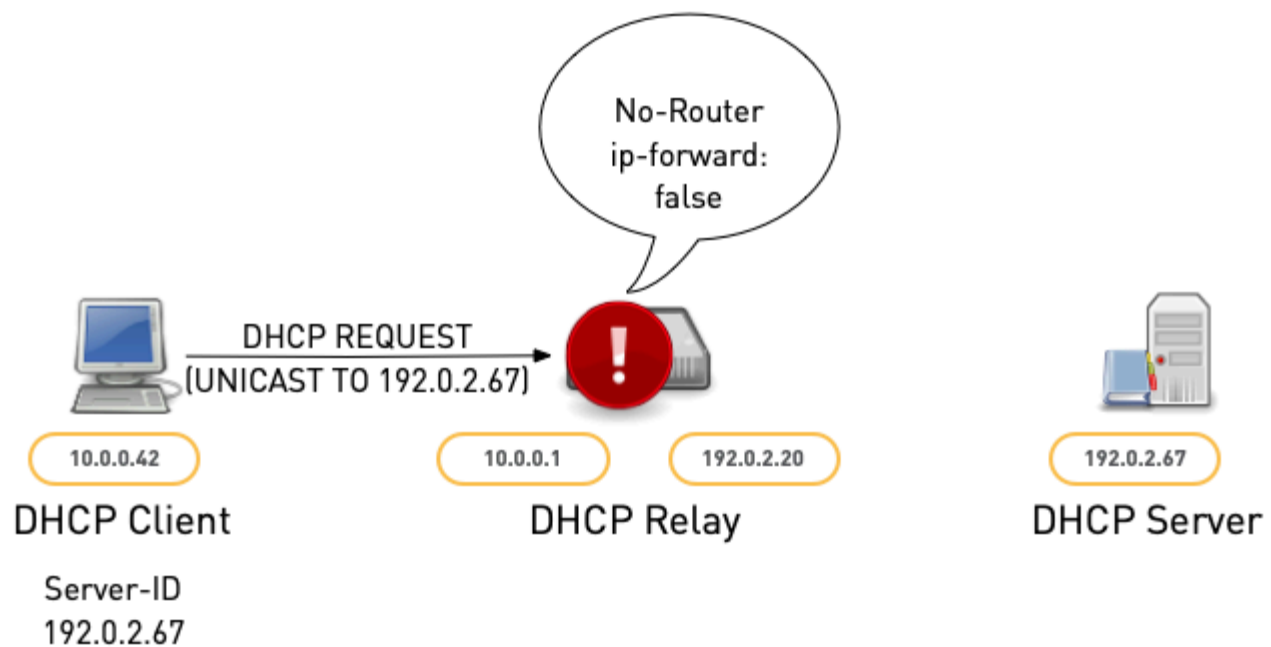 No-Router
ip-forward:
false
DHCP REQUEST
(UNICAST TO 192.0.2.67)
10.0.0.42
10.0.0.1
192.0.2.20
192.0.2.67
DHCP Client
DHCP Relay
DHCP Server
Server-ID
192.0.2.67